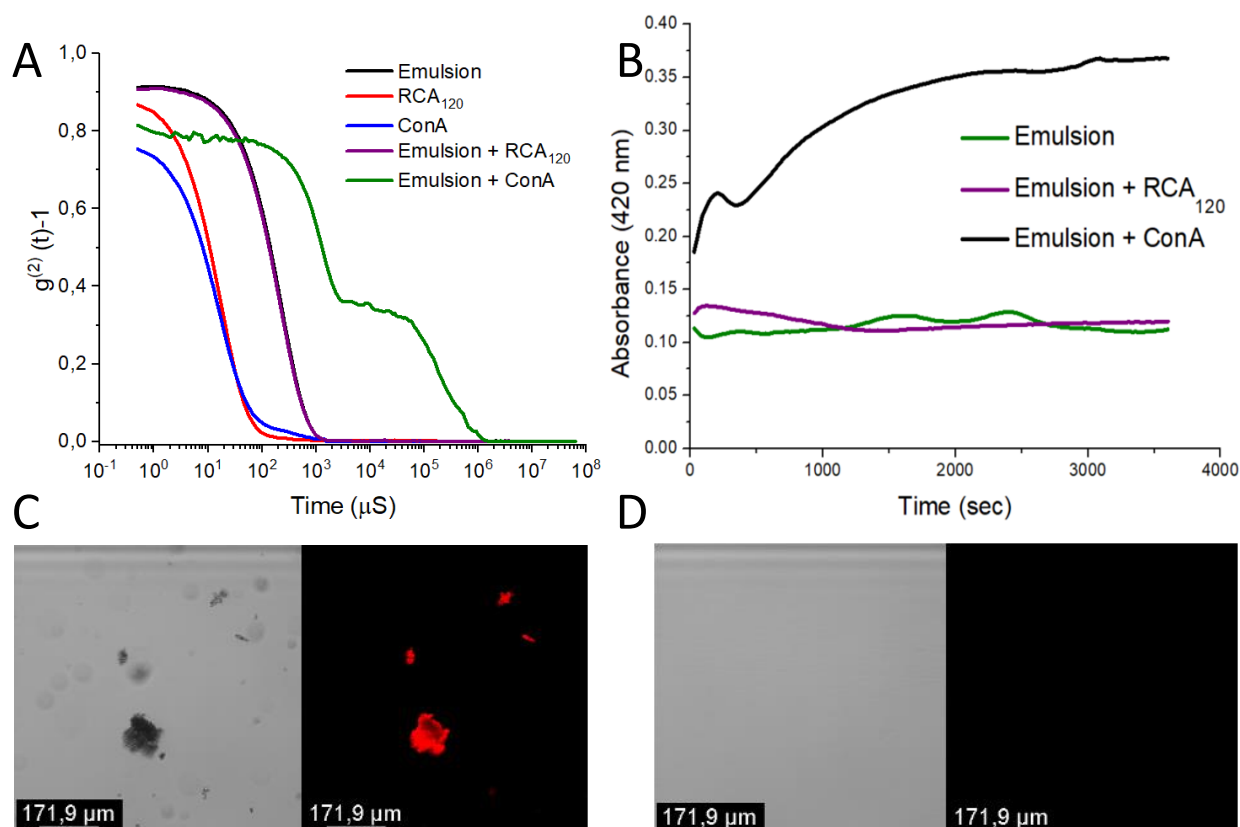 A
1,0
0,8
0,6
0,4
0,2
0,0
g(2) (t)-1
10-1 100 101 102 103 104 105 106 107 108
Time (µS)
Emulsion
RCA120
ConA
Emulsion + RCA120
Emulsion + ConA
B
0.40
0.35
0.30
0.25
0.20
0.15
0.10
0.05
0.00
Absorbance (420 nm)
0 1000 2000 3000 4000
Time (sec)
Emulsion
Emulsion + RCA120
Emulsion + ConA
C
171,9 µm
171,9 µm
D
171,9 µm
171,9 µm